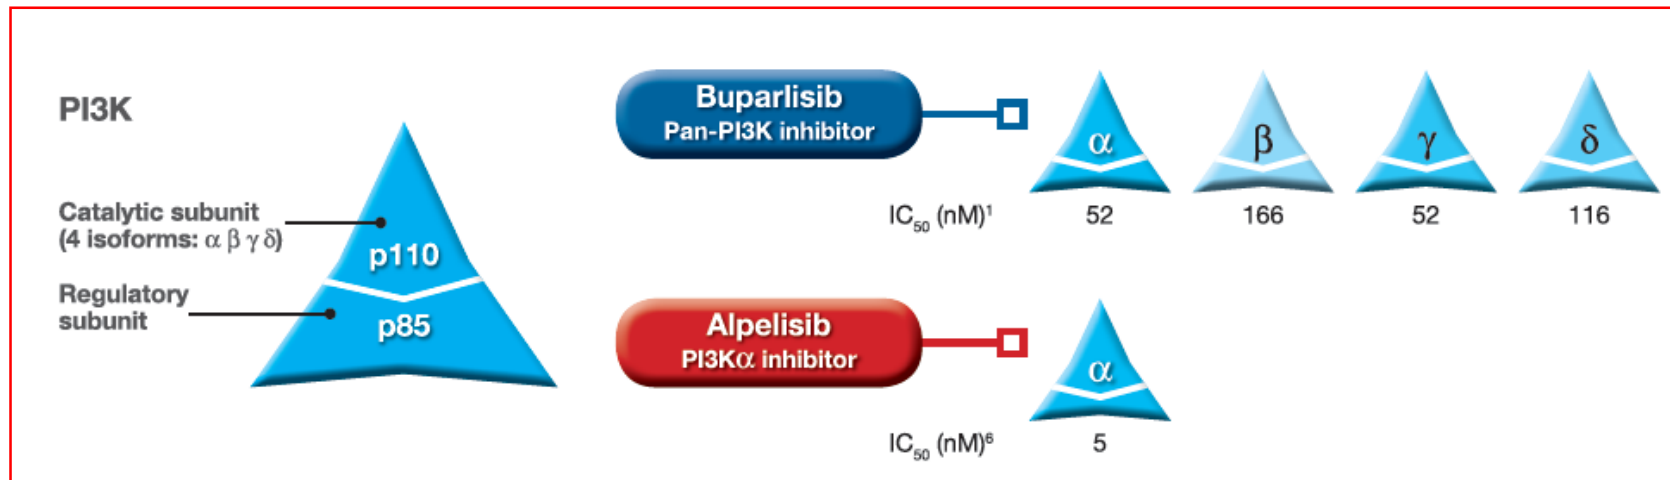 PI3K
Catalytic subunit
(4 isoforms: α β γ δ)
Regulatory
subunit
p110
p85
Buparlisib
Pan-PI3K inhibitor
α β γ δ
IC₅₀ (nM)¹ 52 166 52 116
Alpelisib
PI3Kα inhibitor
α
IC₅₀ (nM)⁶ 5